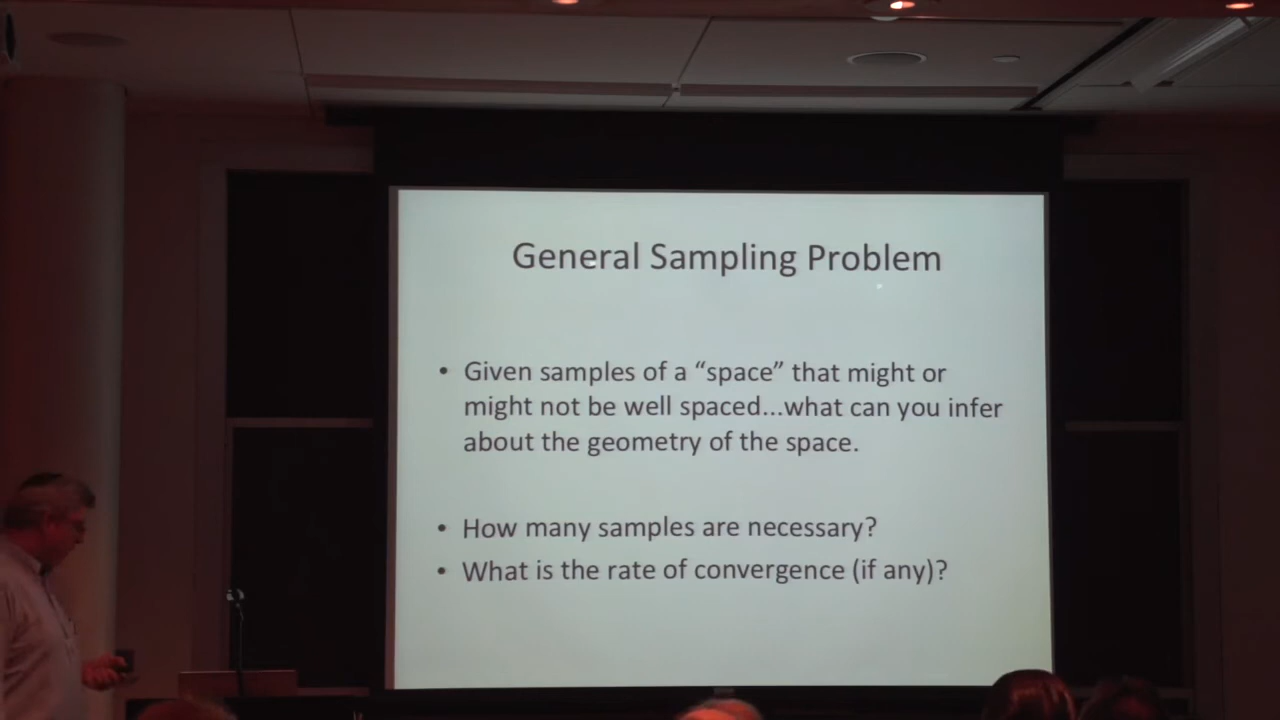 General Sampling Problem
• Given samples of a “space” that might or
might not be well spaced...what can you infer
about the geometry of the space.
• How many samples are necessary?
• What is the rate of convergence (if any)?